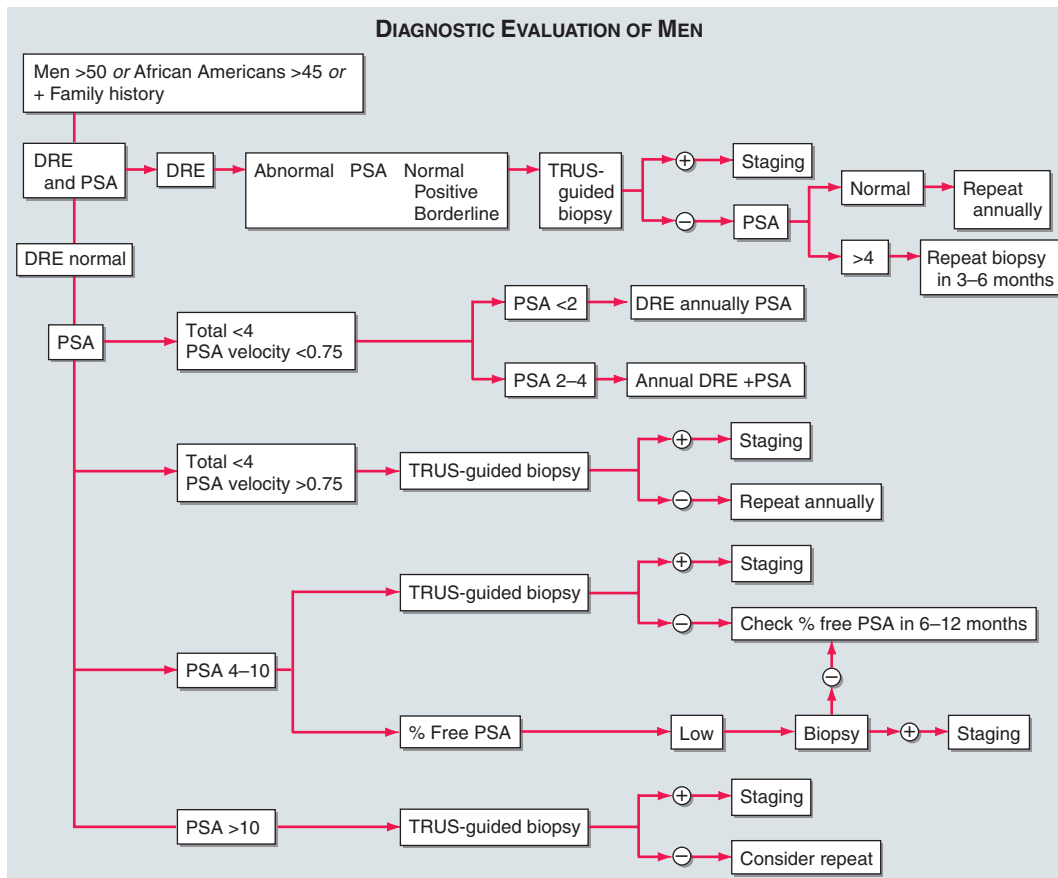 DIAGNOSTIC EVALUATION OF MEN
Men >50 or African Americans >45 or
+ Family history
DRE
and PSA
DRE
Abnormal PSA Normal
Positive
Borderline
TRUS-
guided
biopsy
+
Staging
−
PSA
Normal
Repeat
annually
>4
Repeat biopsy
in 3–6 months
DRE normal
PSA
Total <4
PSA velocity <0.75
PSA <2
DRE annually PSA
PSA 2–4
Annual DRE +PSA
Total <4
PSA velocity >0.75
TRUS-guided biopsy
+
Staging
−
Repeat annually
PSA 4–10
TRUS-guided biopsy
+
Staging
−
Check % free PSA in 6–12 months
−
% Free PSA
Low
Biopsy
+
Staging
PSA >10
TRUS-guided biopsy
+
Staging
−
Consider repeat